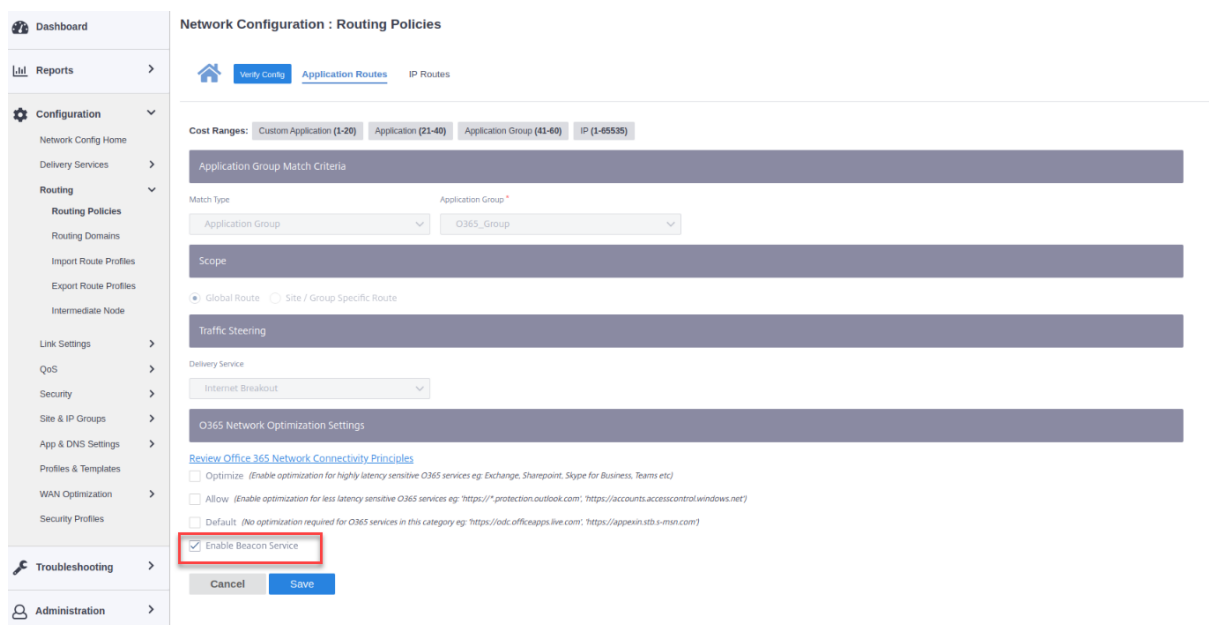 Dashboard
Reports
Configuration
Network Config Home
Delivery Services
Routing
Routing Policies
Routing Domains
Import Route Profiles
Export Route Profiles
Intermediate Node
Link Settings
QoS
Security
Site & IP Groups
App & DNS Settings
Profiles & Templates
WAN Optimization
Security Profiles
Troubleshooting
Administration
Network Configuration : Routing Policies
Verify Config Application Routes IP Routes
Cost Ranges: Custom Application (1-20) Application (21-40) Application Group (41-60) IP (1-65535)
Application Group Match Criteria
Match Type Application Group *
Application Group O365_Group
Scope
Global Route Site / Group Specific Route
Traffic Steering
Delivery Service
Internet Breakout
O365 Network Optimization Settings
Review Office 365 Network Connectivity Principles
Optimize (Enable optimization for highly latency sensitive O365 services eg: Exchange, Sharepoint, Skype for Business, Teams etc)
Allow (Enable optimization for less latency sensitive O365 services eg: 'https://*.protection.outlook.com', 'https://accounts.accesscontrol.windows.net')
Default (No optimization required for O365 services in this category eg: 'https://odc.officeapps.live.com', 'https://appexin.stb.s-msn.com')
Enable Beacon Service
Cancel Save